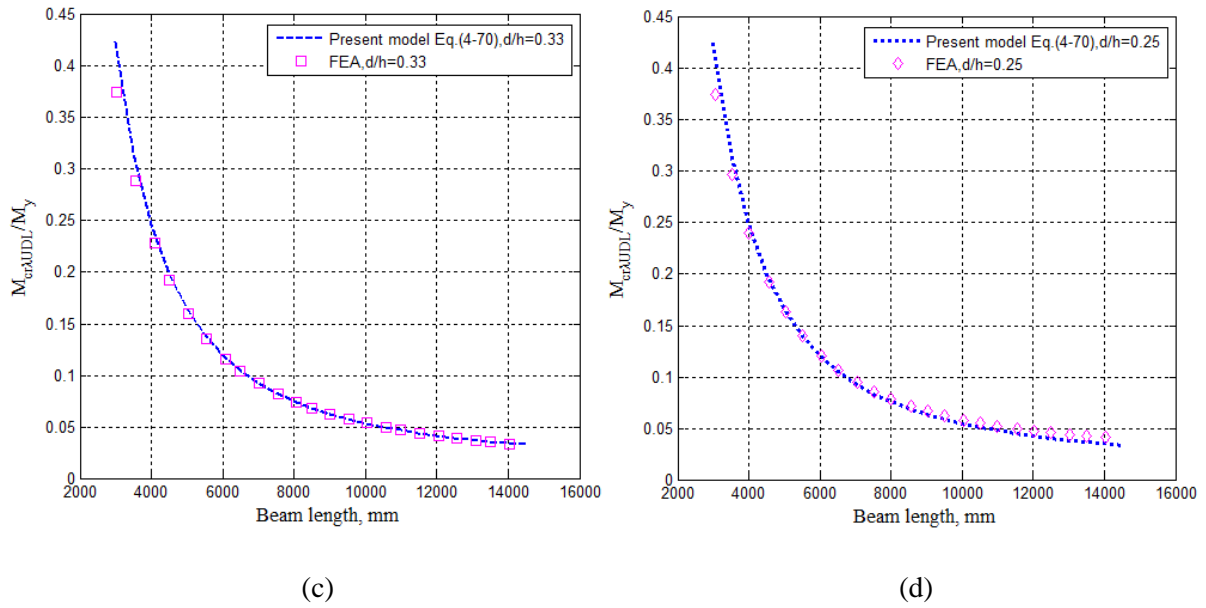 0.45
0.4
0.35
0.3
0.25
0.2
0.15
0.1
0.05
0
McrλUDL/My
Present model Eq.(4-70),d/h=0.33
FEA,d/h=0.33
2000 4000 6000 8000 10000 12000 14000 16000
Beam length, mm
(c)
0.45
0.4
0.35
0.3
0.25
0.2
0.15
0.1
0.05
0
McrλUDL/My
Present model Eq.(4-70),d/h=0.25
FEA,d/h=0.25
2000 4000 6000 8000 10000 12000 14000 16000
Beam length, mm
(d)